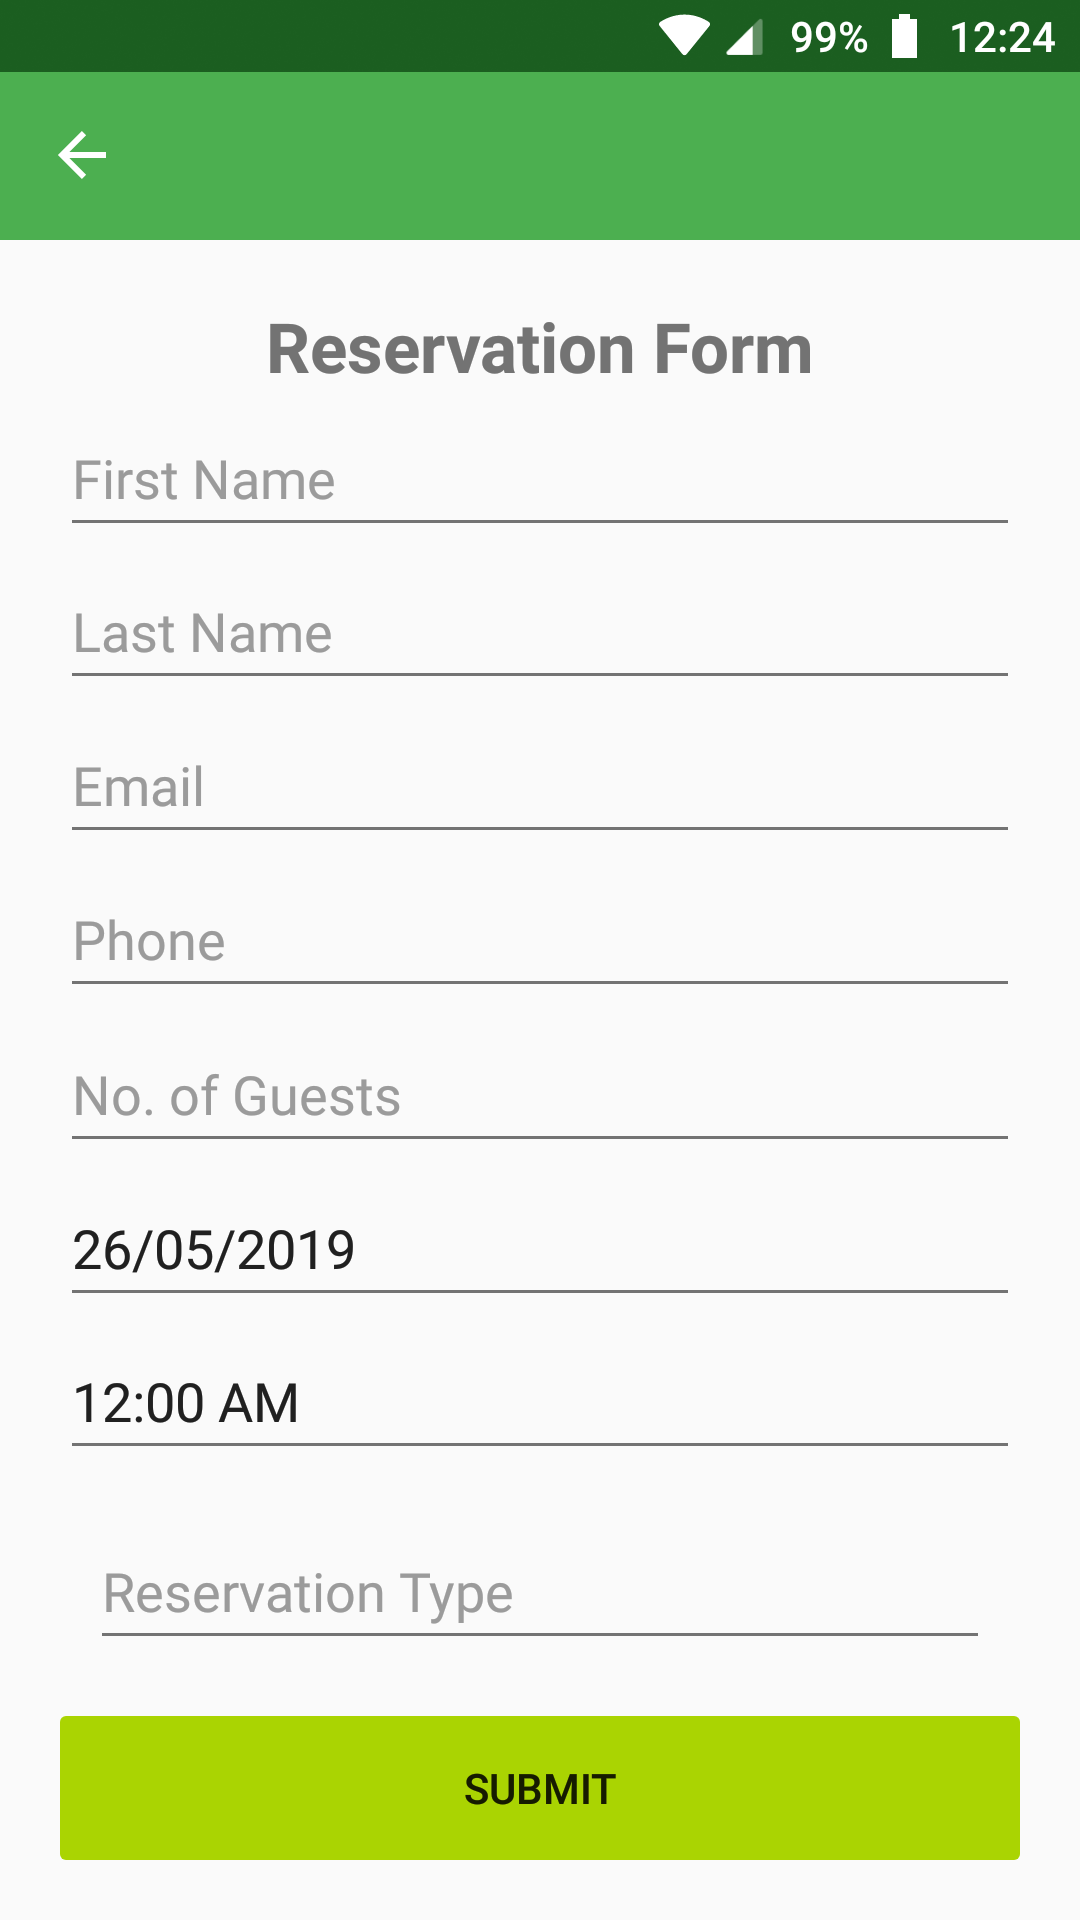 99% 12:24
Reservation Form
First Name
Last Name
Email
Phone
No. of Guests
26/05/2019
12:00 AM
Reservation Type
SUBMIT